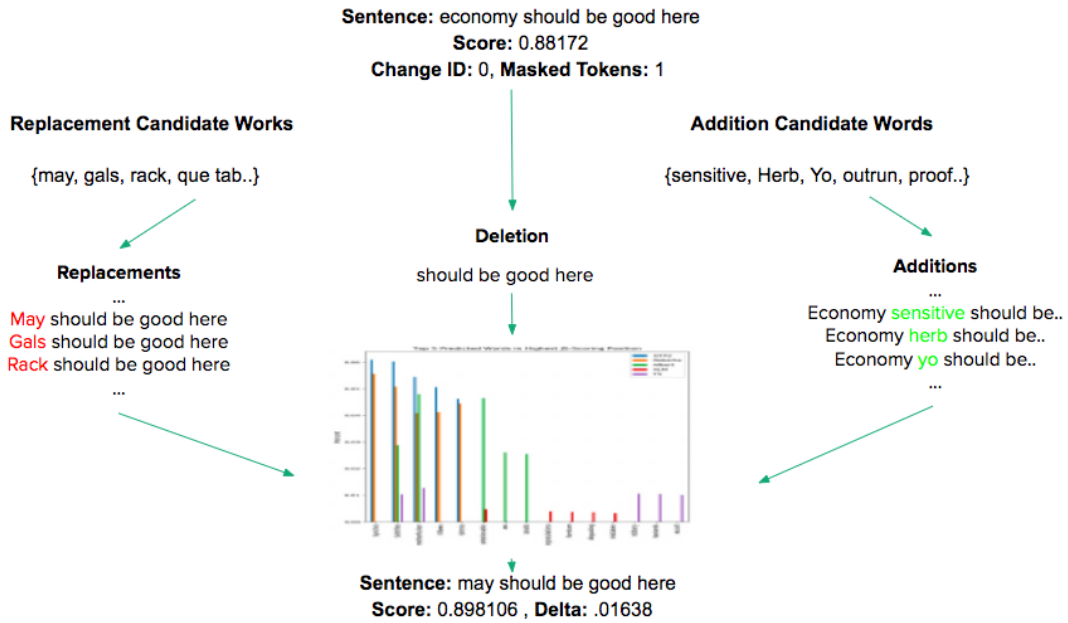 Sentence: economy should be good here
Score: 0.88172
Change ID: 0, Masked Tokens: 1
Replacement Candidate Works
{may, gals, rack, que tab..}
Addition Candidate Words
{sensitive, Herb, Yo, outrun, proof..}
Deletion
should be good here
Replacements
...
May should be good here
Gals should be good here
Rack should be good here
...
Additions
...
Economy sensitive should be..
Economy herb should be..
Economy yo should be..
...
Sentence: may should be good here
Score: 0.898106 , Delta: .01638